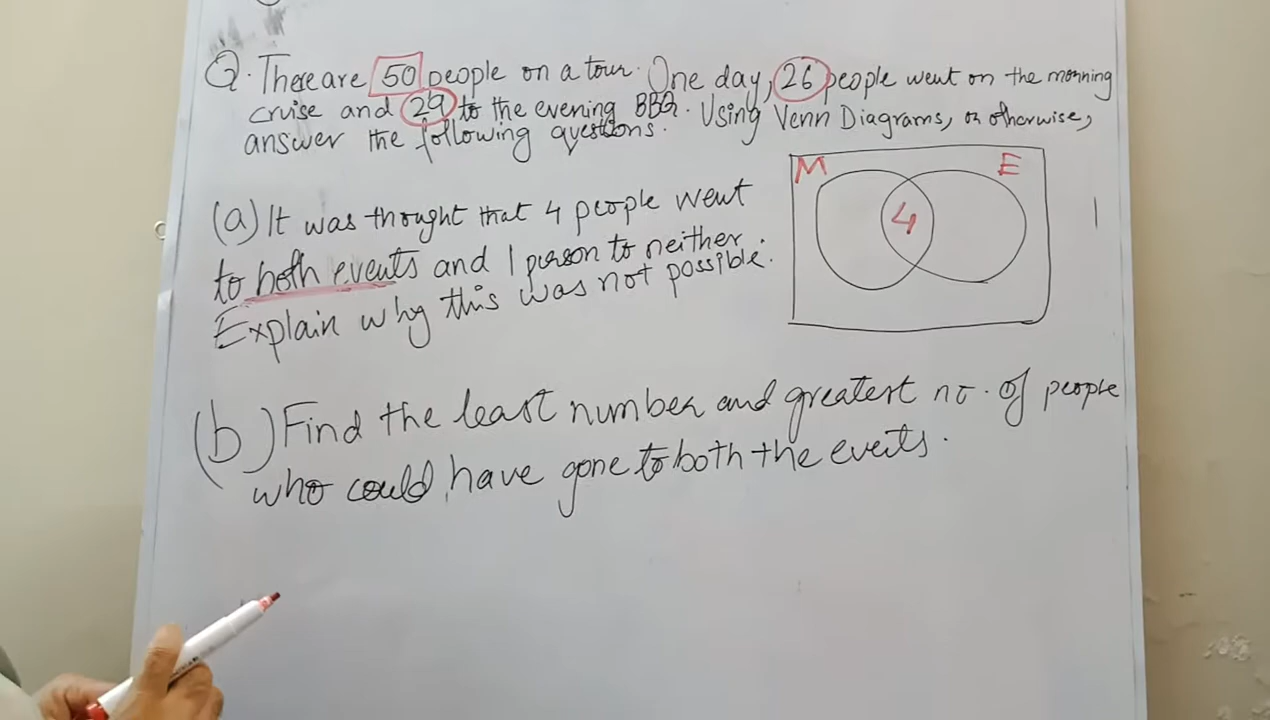 Q. There are 50 people on a tour. One day, 26 people went on the morning
cruise and 29 to the evening BBQ. Using Venn Diagrams, or otherwise,
answer the following questions.
M E
4
(a) It was thought that 4 people went
to both events and 1 person to neither.
Explain why this was not possible.
(b) Find the least number and greatest no. of people
who could have gone to both the events.